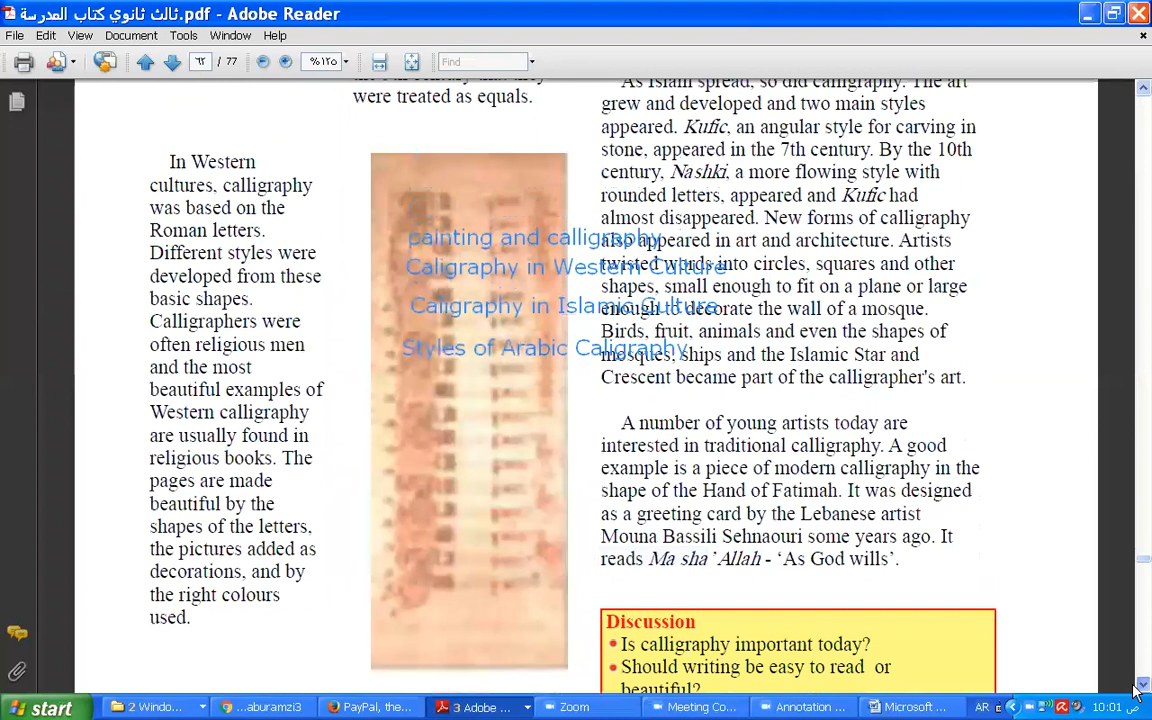 ثالث ثانوي كتاب المدرسة.pdf - Adobe Reader
File Edit View Document Tools Window Help
٦٢ / 77 %١٢٥ Find
were treated as equals.
In Western
cultures, calligraphy
was based on the
Roman letters.
Different styles were
developed from these
basic shapes.
Calligraphers were
often religious men
and the most
beautiful examples of
Western calligraphy
are usually found in
religious books. The
pages are made
beautiful by the
shapes of the letters,
the pictures added as
decorations, and by
the right colours
used.
painting and calligraphy
Caligraphy in Western Culture
Caligraphy in Islamic Culture
Styles of Arabic Caligraphy
As Islam spread, so did calligraphy. The art
grew and developed and two main styles
appeared. Kufic, an angular style for carving in
stone, appeared in the 7th century. By the 10th
century, Nashki, a more flowing style with
rounded letters, appeared and Kufic had
almost disappeared. New forms of calligraphy
also appeared in art and architecture. Artists
twisted words into circles, squares and other
shapes, small enough to fit on a plane or large
enough to decorate the wall of a mosque.
Birds, fruit, animals and even the shapes of
mosques, ships and the Islamic Star and
Crescent became part of the calligrapher's art.
A number of young artists today are
interested in traditional calligraphy. A good
example is a piece of modern calligraphy in the
shape of the Hand of Fatimah. It was designed
as a greeting card by the Lebanese artist
Mouna Bassili Sehnaouri some years ago. It
reads Ma sha'Allah - 'As God wills'.
Discussion
• Is calligraphy important today?
• Should writing be easy to read or
beautiful?
start 2 Windo... ...aburamzi3 PayPal, the... 3 Adobe ... Zoom Meeting Co... Annotation ... Microsoft ... AR 10:01 ص